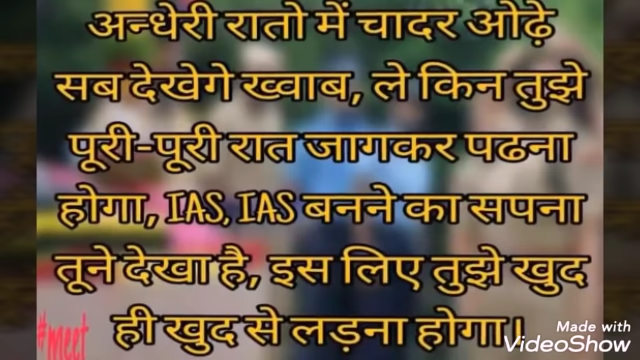 अन्धेरी रातो में चादर ओढ़े
सब देखेगे ख्वाब, ले किन तुझे
पूरी-पूरी रात जागकर पढना
होगा, IAS, IAS बनने का सपना
तूने देखा है, इस लिए तुझे खुद
ही खुद से लड़ना होगा।
#meet
Made with
VideoShow